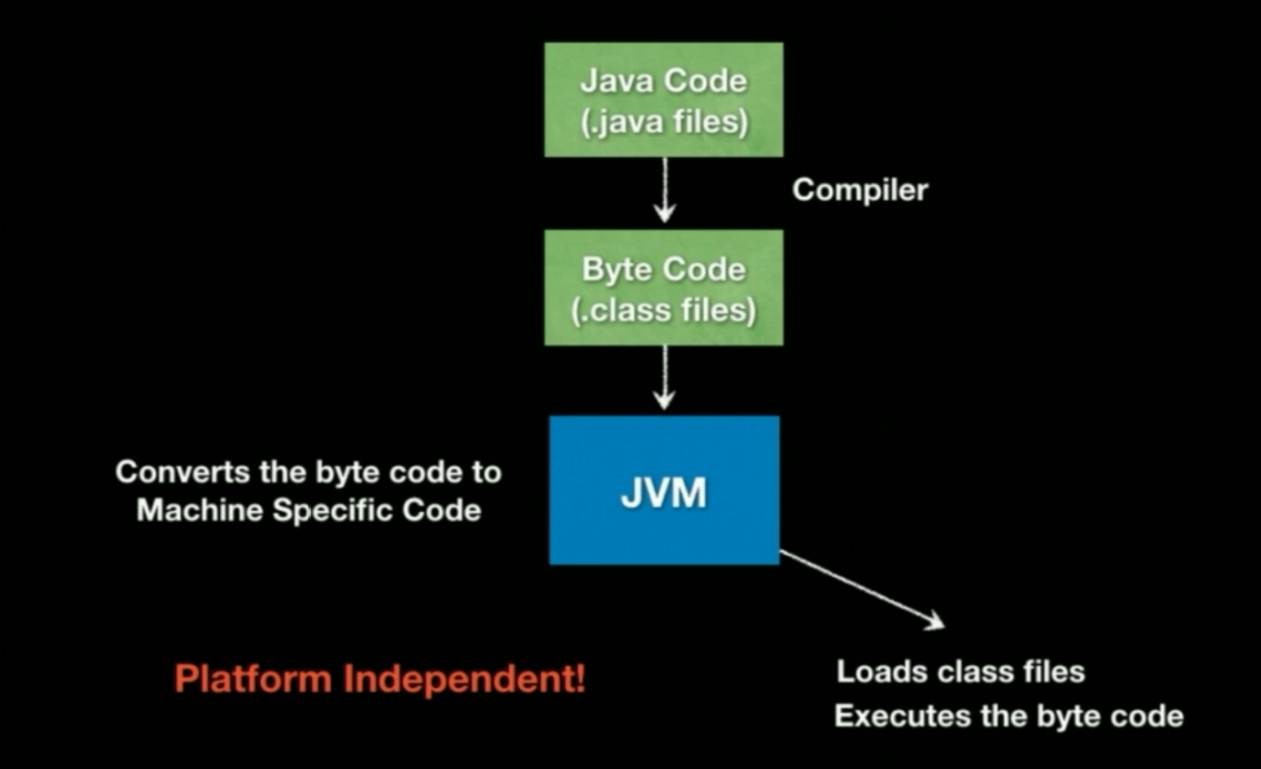 Java Code
(.java files)
Compiler
Byte Code
(.class files)
Converts the byte code to
Machine Specific Code
JVM
Platform Independent!
Loads class files
Executes the byte code